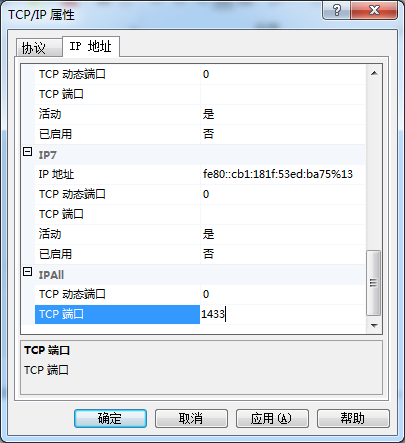 TCP/IP 属性
协议 IP 地址
TCP 动态端口 0
TCP 端口
活动 是
已启用 否
IP7
IP 地址 fe80::cb1:181f:53ed:ba75%13
TCP 动态端口 0
TCP 端口
活动 是
已启用 否
IPAll
TCP 动态端口 0
TCP 端口 1433
TCP 端口
TCP 端口
确定 取消 应用(A) 帮助